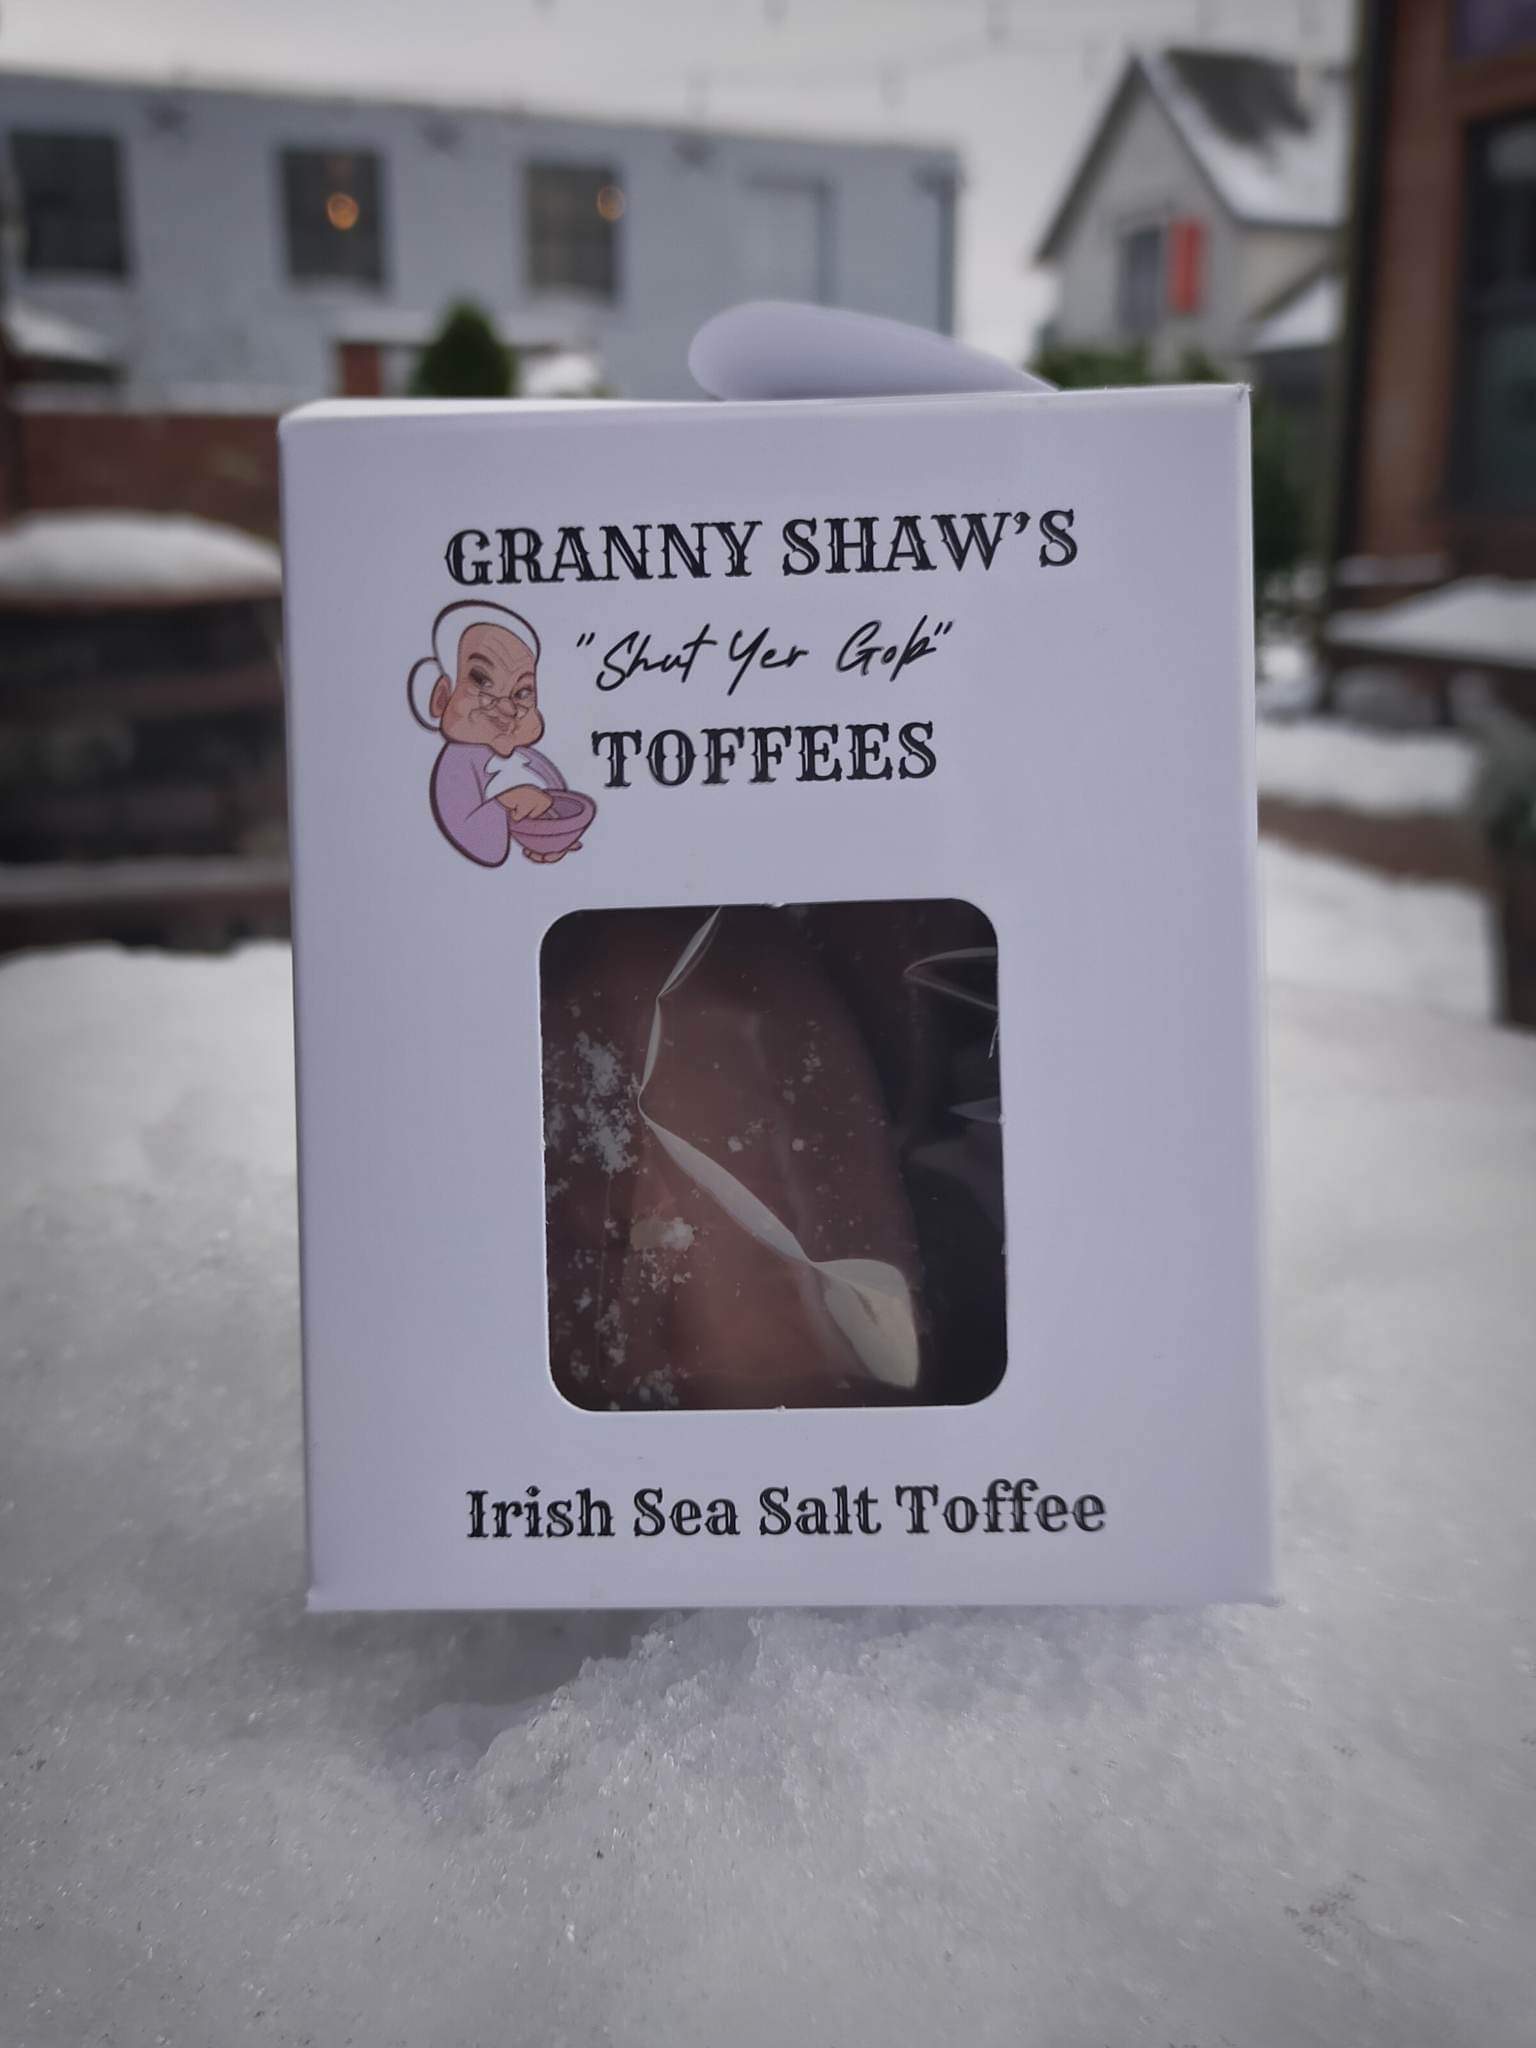 GRANNY SHAW'S
"Shut Yer Gob"
TOFFEES
Irish Sea Salt Toffee